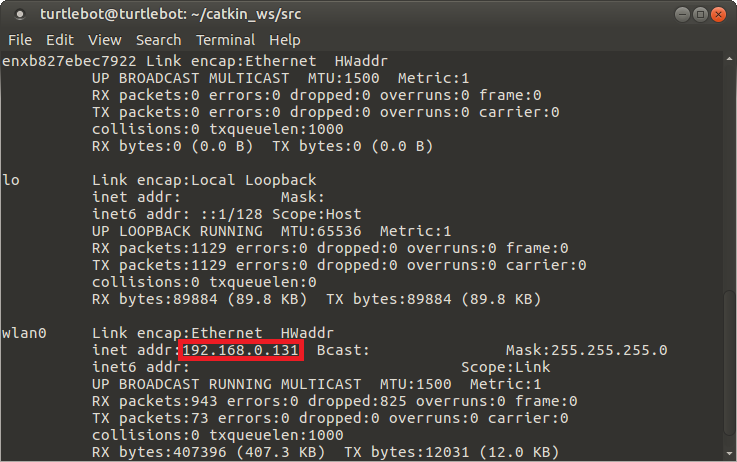 turtlebot@turtlebot: ~/catkin_ws/src
File Edit View Search Terminal Help
enxb827ebec7922 Link encap:Ethernet  HWaddr
          UP BROADCAST MULTICAST  MTU:1500  Metric:1
          RX packets:0 errors:0 dropped:0 overruns:0 frame:0
          TX packets:0 errors:0 dropped:0 overruns:0 carrier:0
          collisions:0 txqueuelen:1000
          RX bytes:0 (0.0 B)  TX bytes:0 (0.0 B)
lo        Link encap:Local Loopback
          inet addr:            Mask:
          inet6 addr: ::1/128 Scope:Host
          UP LOOPBACK RUNNING  MTU:65536  Metric:1
          RX packets:1129 errors:0 dropped:0 overruns:0 frame:0
          TX packets:1129 errors:0 dropped:0 overruns:0 carrier:0
          collisions:0 txqueuelen:0
          RX bytes:89884 (89.8 KB)  TX bytes:89884 (89.8 KB)
wlan0     Link encap:Ethernet  HWaddr
          inet addr:192.168.0.131  Bcast:                Mask:255.255.255.0
          inet6 addr:                                Scope:Link
          UP BROADCAST RUNNING MULTICAST  MTU:1500  Metric:1
          RX packets:943 errors:0 dropped:825 overruns:0 frame:0
          TX packets:73 errors:0 dropped:0 overruns:0 carrier:0
          collisions:0 txqueuelen:1000
          RX bytes:407396 (407.3 KB)  TX bytes:12031 (12.0 KB)